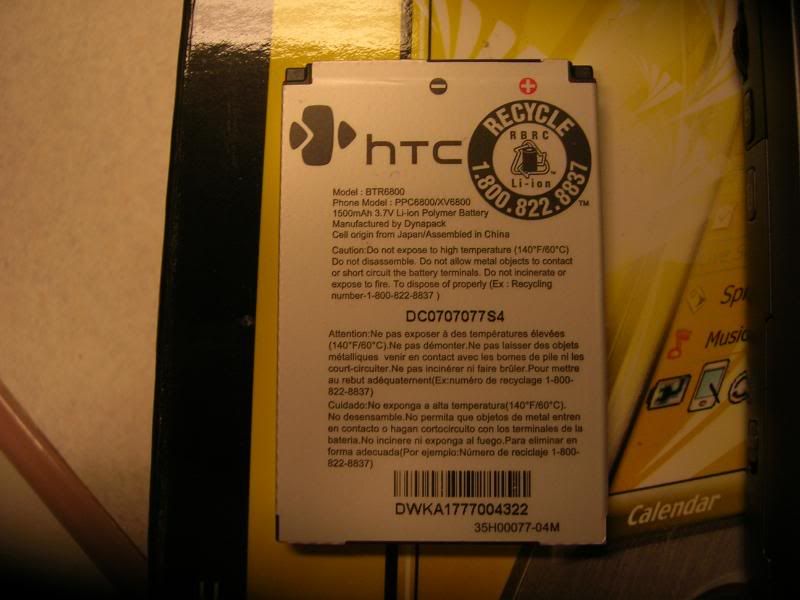 htc
RECYCLE
RBRC
Li-ion
1.800.822.8837
TM
Model : BTR6800
Phone Model : PPC6800/XV6800
1500mAh 3.7V Li-ion Polymer Battery
Manufactured by Dynapack
Cell origin from Japan/Assembled in China
Caution:Do not expose to high temperature (140°F/60°C)
Do not disassemble. Do not allow metal objects to contact
or short circuit the battery terminals. Do not incinerate or
expose to fire. To dispose of properly (Ex : Recycling
number-1-800-822-8837 )
DC0707077S4
Attention:Ne pas exposer à des températures élevées
(140°F/60°C).Ne pas démonter.Ne pas laisser des objets
métalliques venir en contact avec les bornes de pile ni les
court-circuiter.Ne pas incinérer ni faire brûler.Pour mettre
au rebut adéquatement(Ex:numéro de recyclage 1-800-
822-8837)
Cuidado:No exponga a alta temperatura(140°F/60°C).
No desensamble.No permita que objetos de metal entren
en contacto o hagan cortocircuito con los terminales de la
bateria.No incinere ni exponga al fuego.Para eliminar en
forma adecuada(Por ejemplo:Número de reciclaje 1-800-
822-8837)
DWKA1777004322
35H00077-04M
Music
Calendar